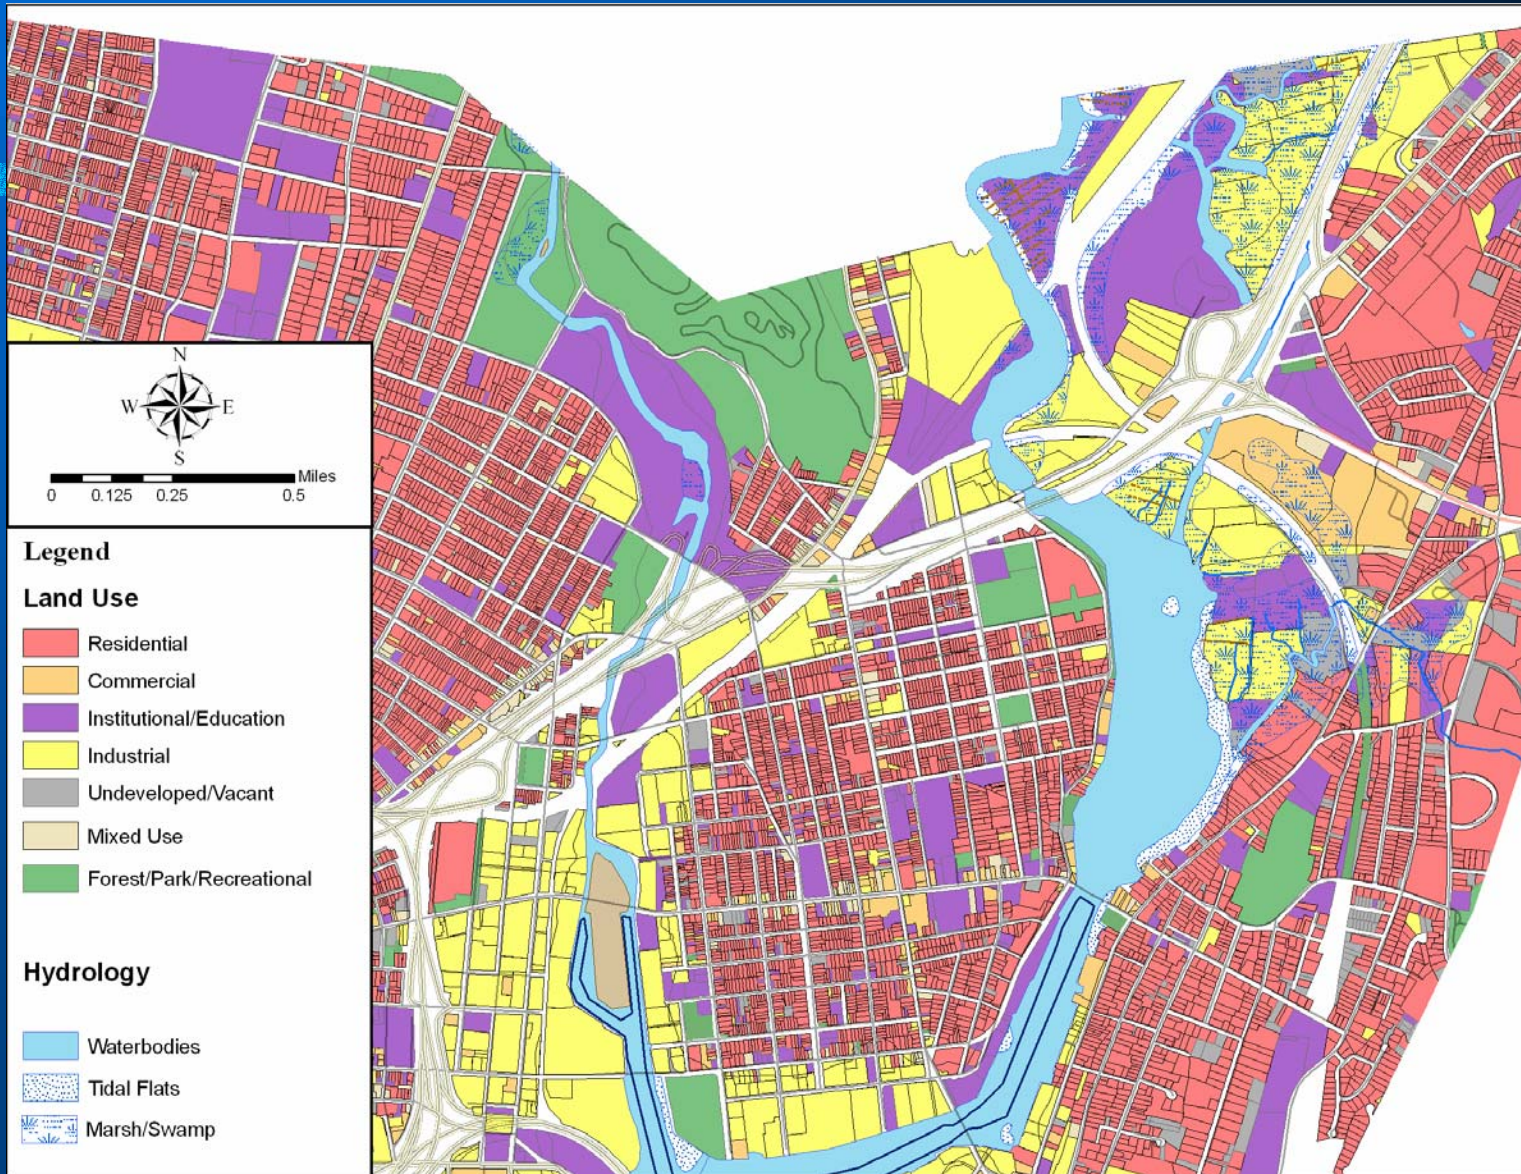 N
W E
S
Miles
0 0.125 0.25 0.5
Legend
Land Use
Residential
Commercial
Institutional/Education
Industrial
Undeveloped/Vacant
Mixed Use
Forest/Park/Recreational
Hydrology
Waterbodies
Tidal Flats
Marsh/Swamp